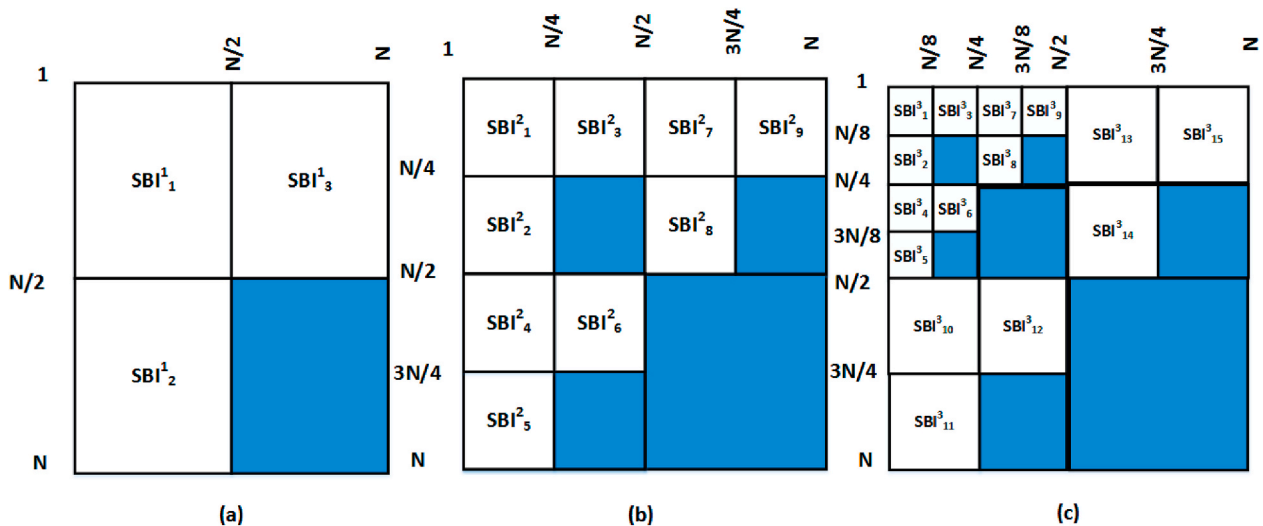 N/2 N
1
SBI¹₁ SBI¹₃
N/2
SBI¹₂
N
(a)
N/4 N/2 3N/4 N
1
SBI²₁ SBI²₃ SBI²₇ SBI²₉
N/4
SBI²₂ SBI²₈
N/2
SBI²₄ SBI²₆
3N/4
SBI²₅
N
(b)
N/8 N/4 3N/8 N/2 3N/4 N
1
SBI³₁ SBI³₃ SBI³₇ SBI³₉ SBI³₁₃ SBI³₁₅
N/8
SBI³₂ SBI³₈
N/4
SBI³₄ SBI³₆ SBI³₁₄
3N/8
SBI³₅
N/2
SBI³₁₀ SBI³₁₂
3N/4
SBI³₁₁
N
(c)